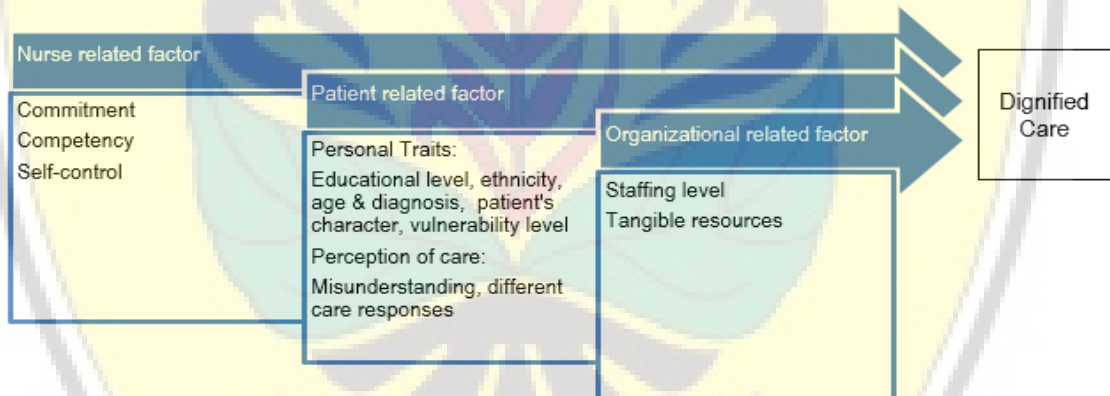 Nurse related factor
Commitment
Competency
Self-control
Patient related factor
Personal Traits:
Educational level, ethnicity,
age & diagnosis, patient's
character, vulnerability level
Perception of care:
Misunderstanding, different
care responses
Organizational related factor
Staffing level
Tangible resources
Dignified
Care